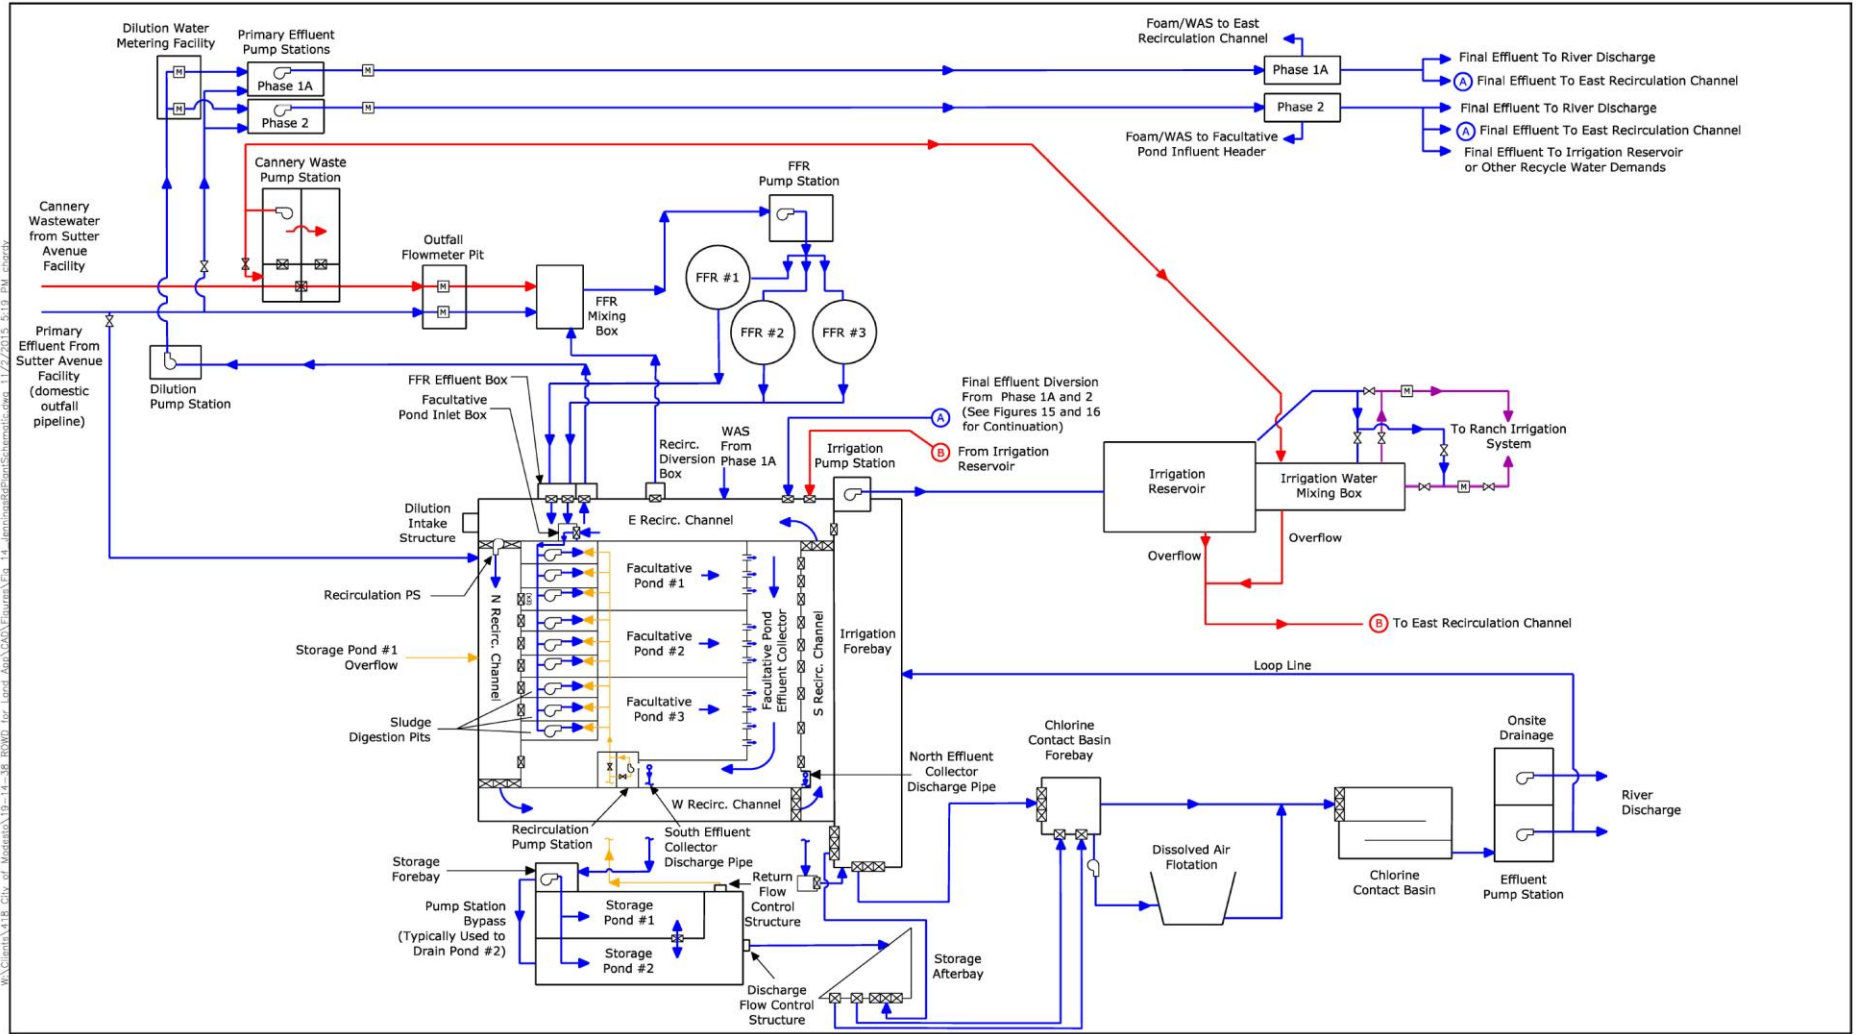 Dilution Water
Metering Facility
Primary Effluent
Pump Stations
M
Phase 1A
M
M
Phase 2
M
Foam/WAS to East
Recirculation Channel
Phase 1A
Final Effluent To River Discharge
A
Final Effluent To East Recirculation Channel
Phase 2
Final Effluent To River Discharge
A
Final Effluent To East Recirculation Channel
Foam/WAS to Facultative
Pond Influent Header
Final Effluent To Irrigation Reservoir
or Other Recycle Water Demands
Cannery Waste
Pump Station
FFR
Pump Station
Cannery
Wastewater
from Sutter
Avenue
Facility
Outfall
Flowmeter Pit
M
M
FFR
Mixing
Box
FFR #1
FFR #2
FFR #3
Primary
Effluent From
Sutter Avenue
Facility
(domestic
outfall
pipeline)
Dilution
Pump Station
FFR Effluent Box
Facultative
Pond Inlet Box
Recirc.
Diversion
Box
WAS
From
Phase 1A
A
Final Effluent Diversion
From Phase 1A and 2
(See Figures 15 and 16
for Continuation)
Irrigation
Pump Station
B
From Irrigation
Reservoir
Irrigation
Reservoir
Irrigation Water
Mixing Box
M
M
To Ranch Irrigation
System
Overflow
Overflow
B
To East Recirculation Channel
Dilution
Intake
Structure
E Recirc. Channel
Recirculation PS
N Recirc. Channel
Facultative
Pond #1
Facultative
Pond #2
Facultative
Pond #3
Facultative Pond
Effluent Collector
S Recirc. Channel
Irrigation
Forebay
Storage Pond #1
Overflow
Sludge
Digestion Pits
Loop Line
W Recirc. Channel
Recirculation
Pump Station
South Effluent
Collector
Discharge Pipe
North Effluent
Collector
Discharge Pipe
Chlorine
Contact Basin
Forebay
Onsite
Drainage
River
Discharge
Dissolved Air
Flotation
Chlorine
Contact Basin
Effluent
Pump Station
Storage
Forebay
Return
Flow
Control
Structure
Pump Station
Bypass
(Typically Used to
Drain Pond #2)
Storage
Pond #1
Storage
Pond #2
Discharge
Flow Control
Structure
Storage
Afterbay